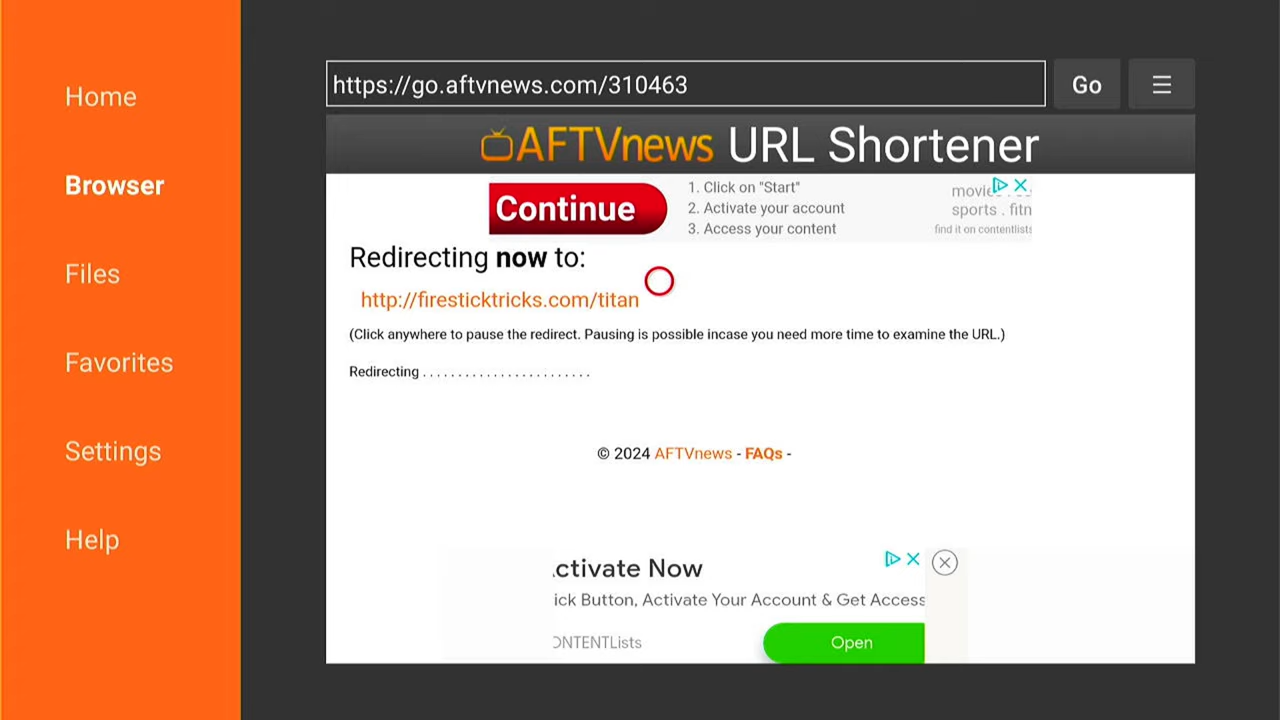 Home
Browser
Files
Favorites
Settings
Help
https://go.aftvnews.com/310463
Go
AFTVnews URL Shortener
Continue
1. Click on "Start"
2. Activate your account
3. Access your content
sports . fitn
find it on contentlists
Redirecting now to:
http://firesticktricks.com/titan
(Click anywhere to pause the redirect. Pausing is possible incase you need more time to examine the URL.)
Redirecting . . . . . . . . . . . . . . . . . . . . . . . .
© 2024 AFTVnews - FAQs -
ctivate Now
ick Button, Activate Your Account & Get Access
ONTENTLists
Open